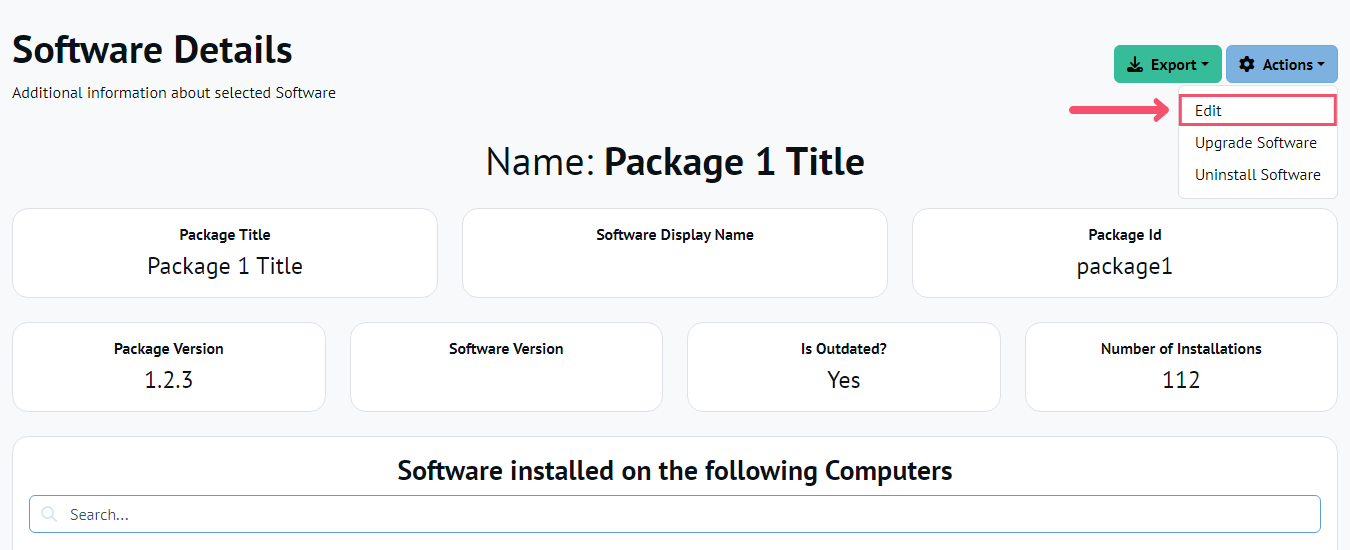 Software Details
Additional information about selected Software
Export
Actions
Edit
Upgrade Software
Uninstall Software
Name: Package 1 Title
Package Title
Package 1 Title
Software Display Name
Package Id
package1
Package Version
1.2.3
Software Version
Is Outdated?
Yes
Number of Installations
112
Software installed on the following Computers
Search...